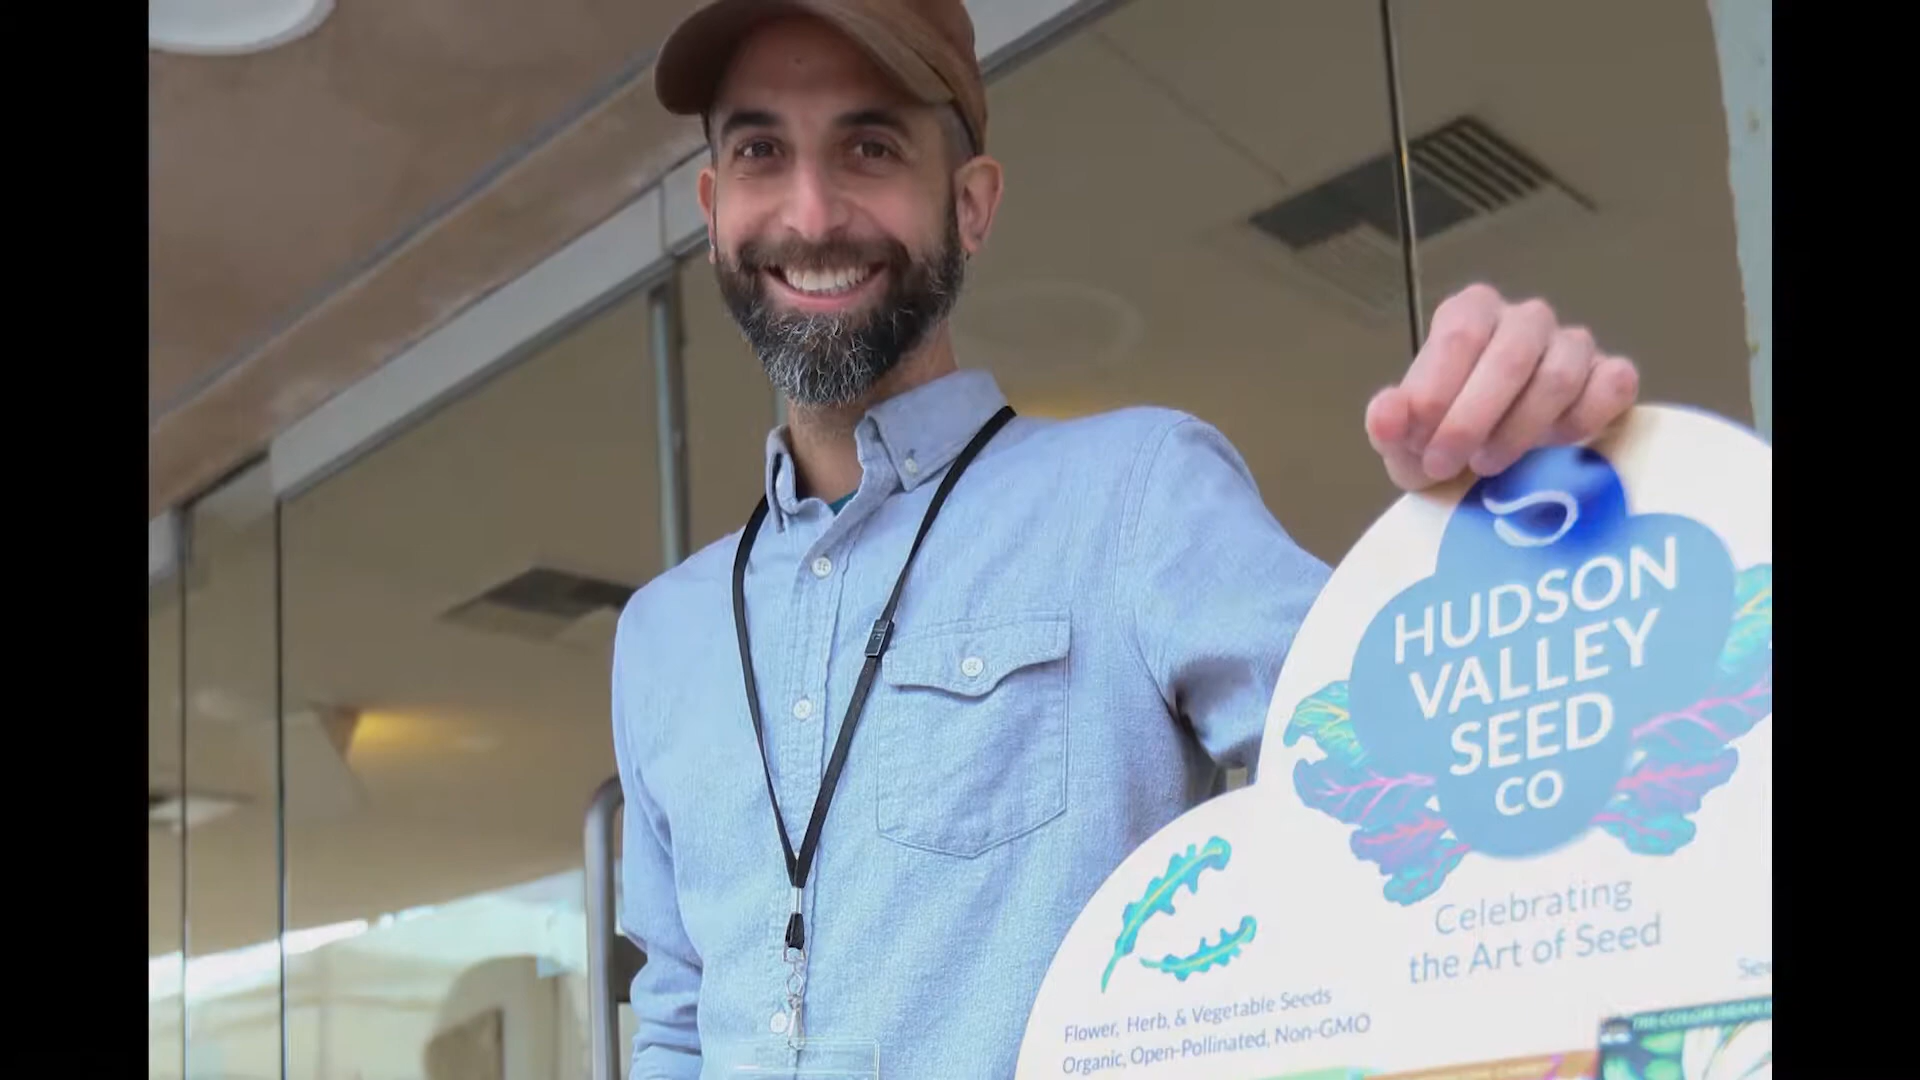 HUDSON
VALLEY
SEED
CO
Celebrating
the Art of Seed
Flower, Herb, & Vegetable Seeds
Organic, Open-Pollinated, Non-GMO